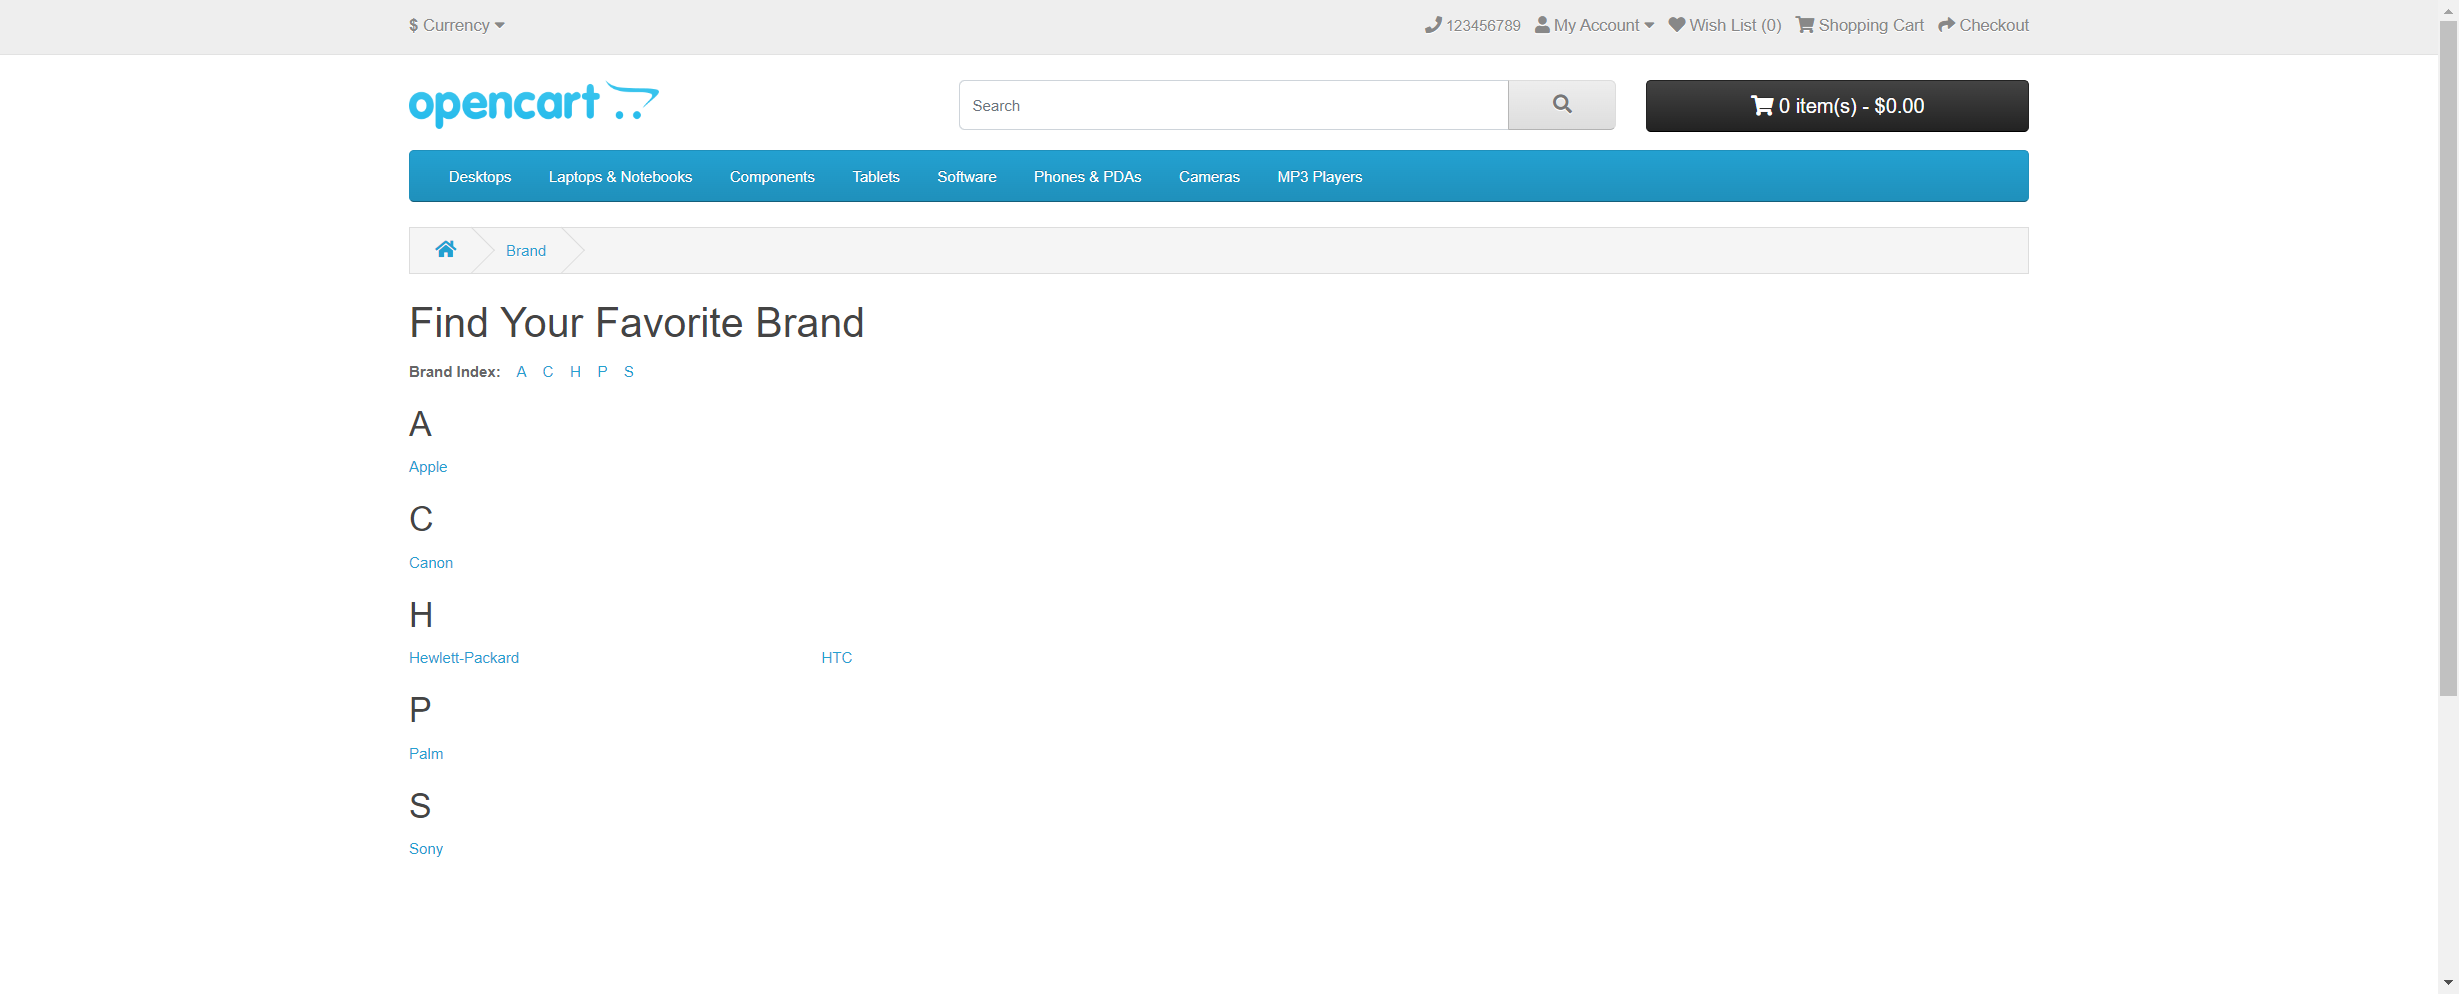 $ Currency
123456789 My Account Wish List (0) Shopping Cart Checkout
opencart
Search
0 item(s) - $0.00
Desktops Laptops & Notebooks Components Tablets Software Phones & PDAs Cameras MP3 Players
Brand
Find Your Favorite Brand
Brand Index: A C H P S
A
Apple
C
Canon
H
Hewlett-Packard HTC
P
Palm
S
Sony